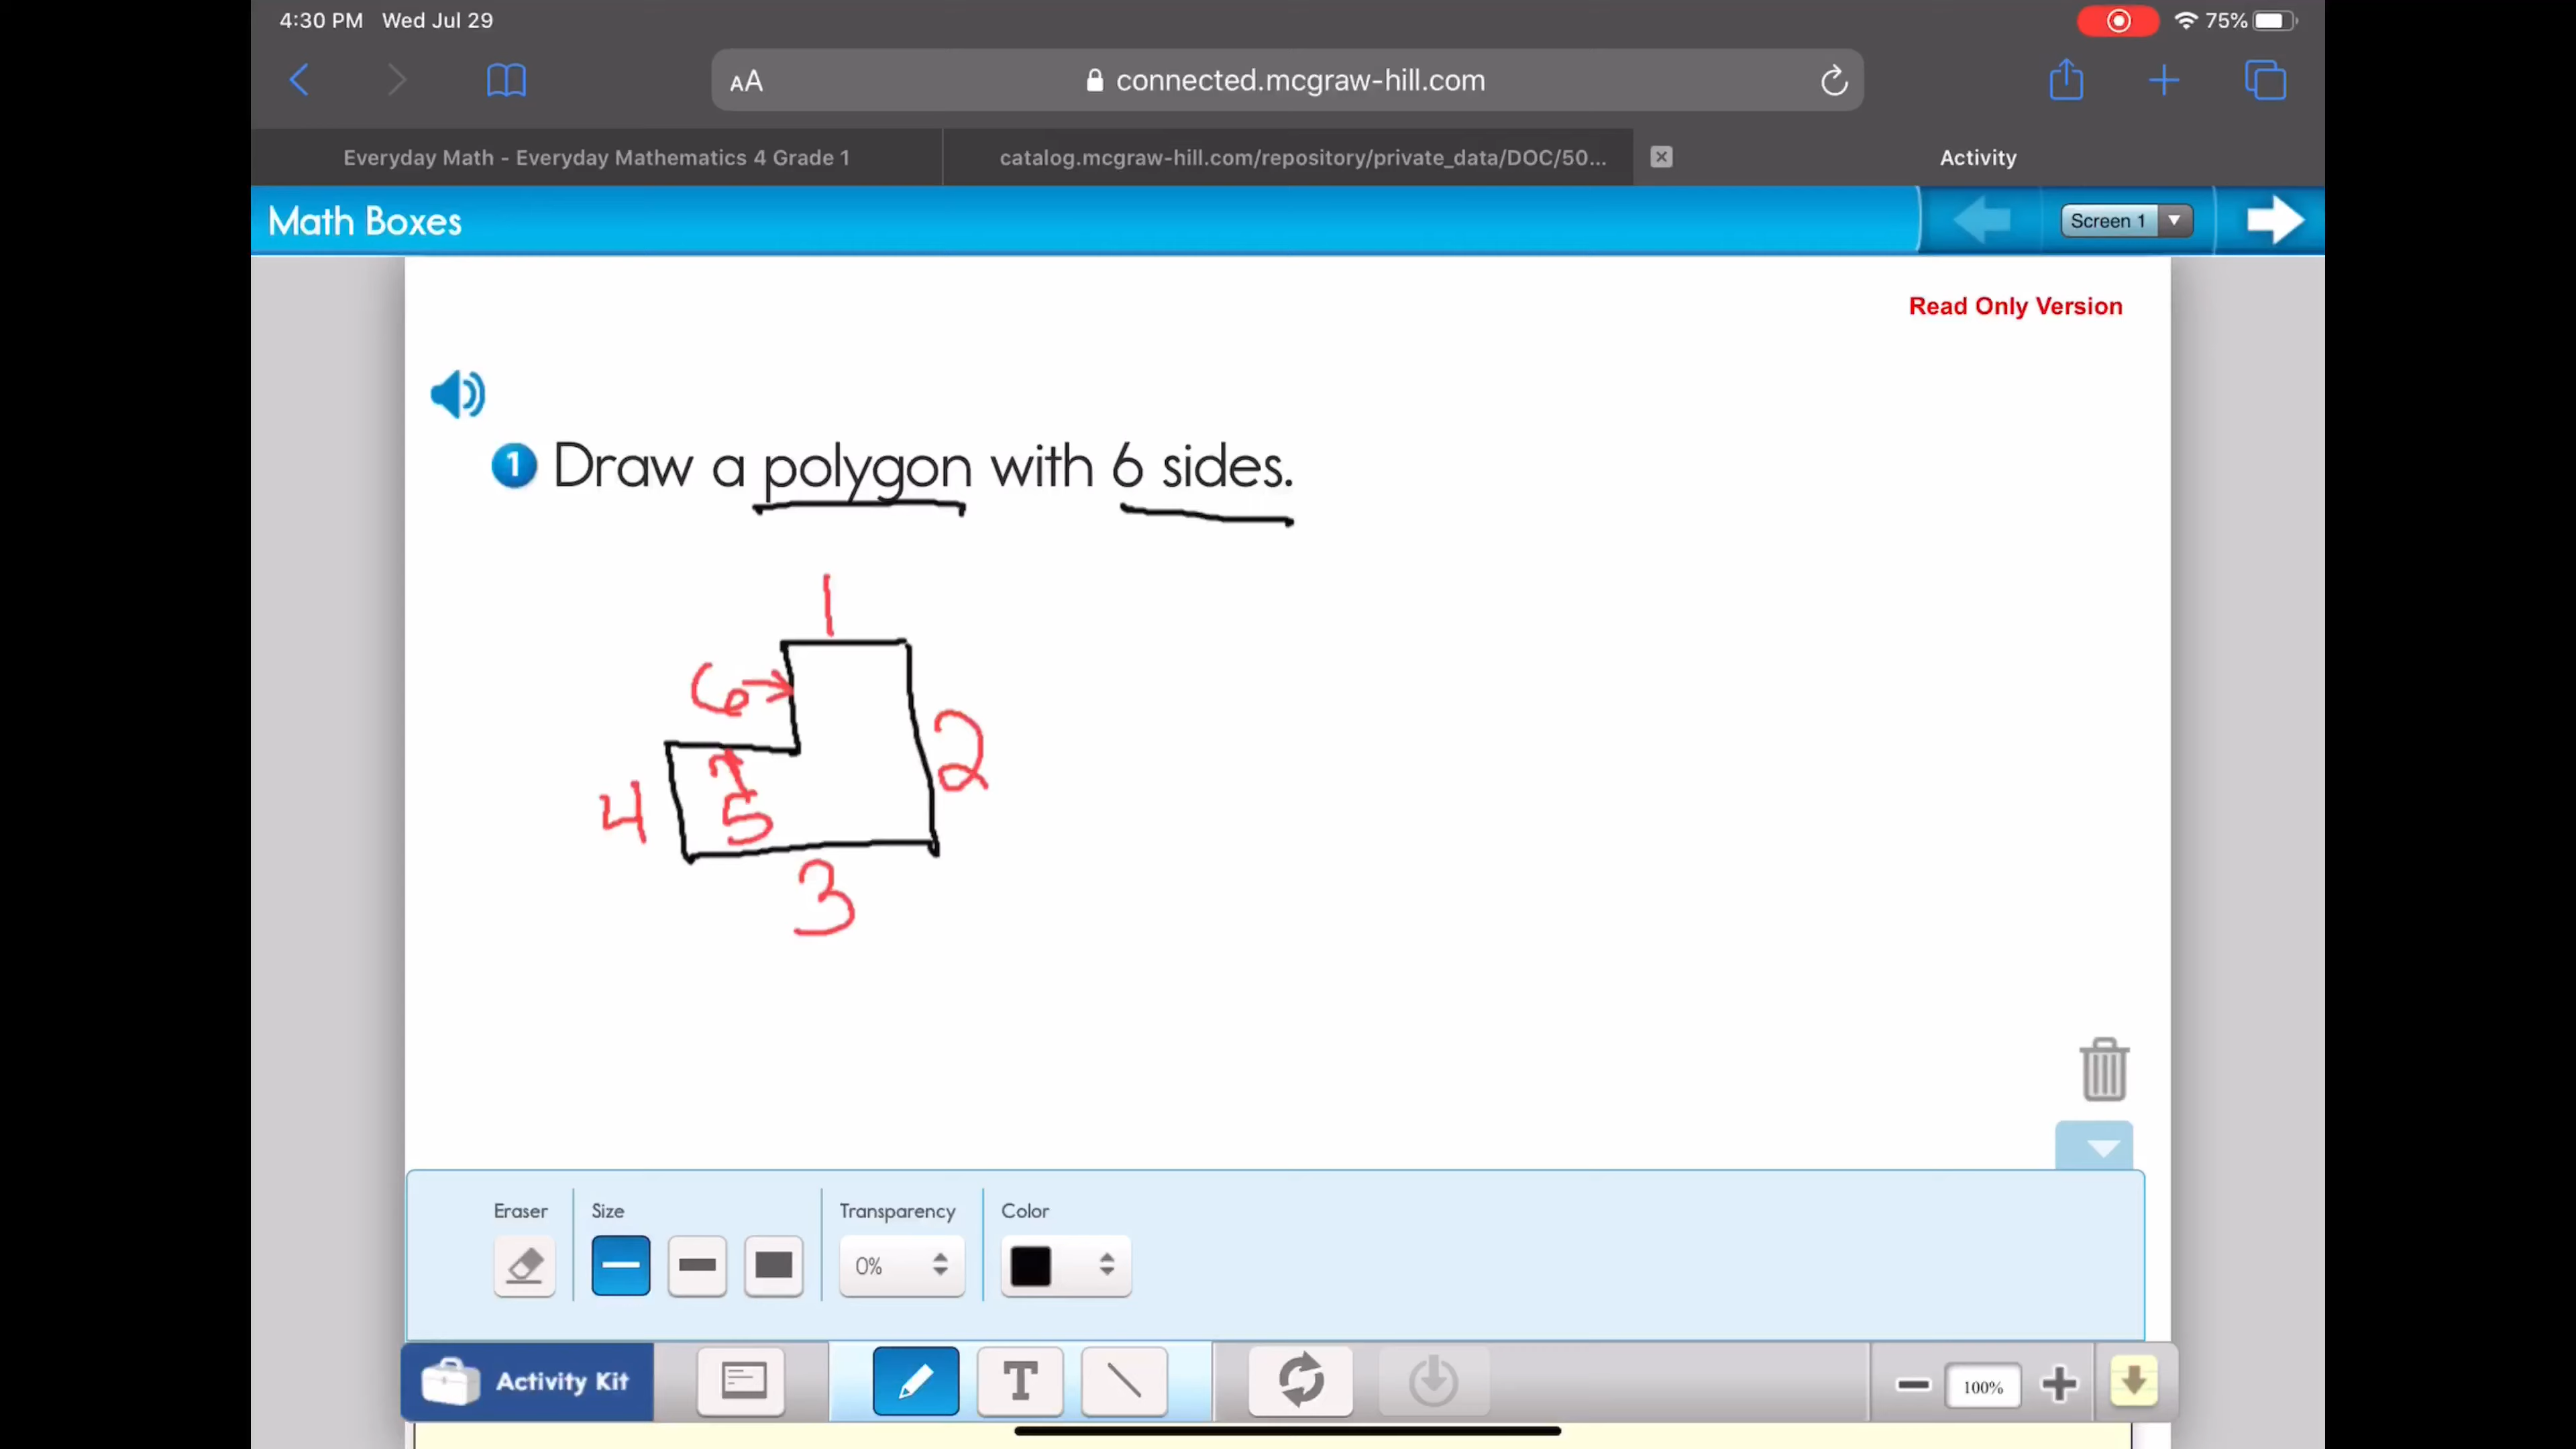 4:30 PM Wed Jul 29
75%
AA
connected.mcgraw-hill.com
Everyday Math - Everyday Mathematics 4 Grade 1
catalog.mcgraw-hill.com/repository/private_data/DOC/50...
Activity
Math Boxes
Screen 1
Read Only Version
1 Draw a polygon with 6 sides.
1
6
2
4
5
3
Eraser
Size
Transparency
Color
0%
Activity Kit
T
100%